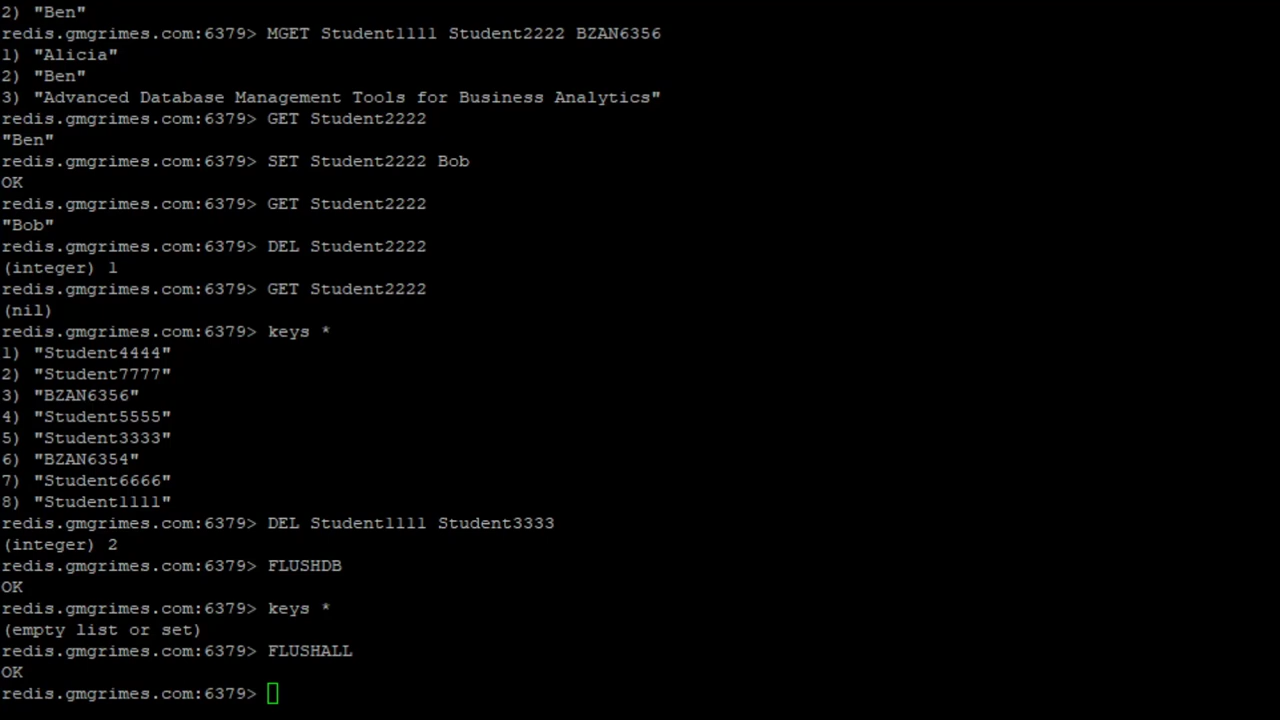 2) "Ben"
redis.gmgrimes.com:6379> MGET Student1111 Student2222 BZAN6356
1) "Alicia"
2) "Ben"
3) "Advanced Database Management Tools for Business Analytics"
redis.gmgrimes.com:6379> GET Student2222
"Ben"
redis.gmgrimes.com:6379> SET Student2222 Bob
OK
redis.gmgrimes.com:6379> GET Student2222
"Bob"
redis.gmgrimes.com:6379> DEL Student2222
(integer) 1
redis.gmgrimes.com:6379> GET Student2222
(nil)
redis.gmgrimes.com:6379> keys *
1) "Student4444"
2) "Student7777"
3) "BZAN6356"
4) "Student5555"
5) "Student3333"
6) "BZAN6354"
7) "Student6666"
8) "Student1111"
redis.gmgrimes.com:6379> DEL Student1111 Student3333
(integer) 2
redis.gmgrimes.com:6379> FLUSHDB
OK
redis.gmgrimes.com:6379> keys *
(empty list or set)
redis.gmgrimes.com:6379> FLUSHALL
OK
redis.gmgrimes.com:6379>